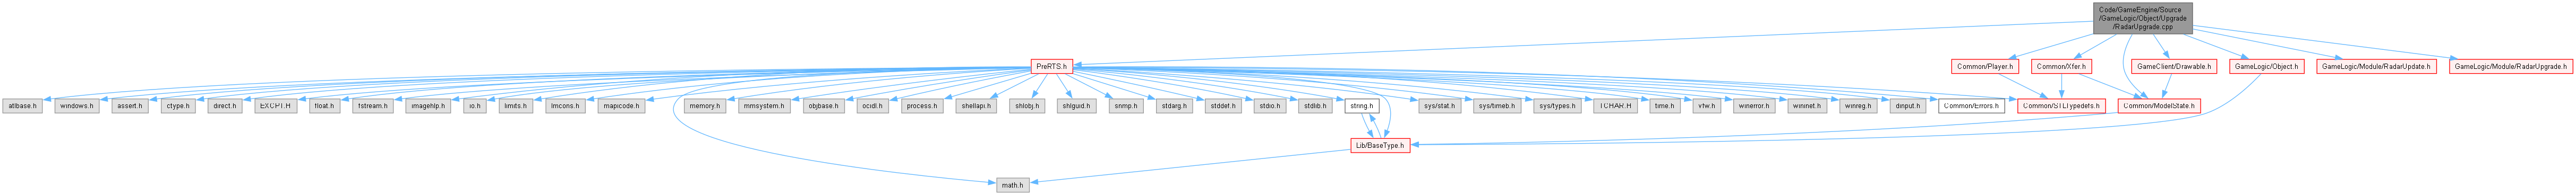 Code/GameEngine/Source
/GameLogic/Object/Upgrade
/RadarUpgrade.cpp
PreRTS.h
Common/Player.h
Common/Xfer.h
GameClient/Drawable.h
GameLogic/Object.h
GameLogic/Module/RadarUpdate.h
GameLogic/Module/RadarUpgrade.h
atlbase.h
windows.h
assert.h
ctype.h
direct.h
EXCPT.H
float.h
fstream.h
imagehlp.h
io.h
limits.h
lmcons.h
mapicode.h
memory.h
mmsystem.h
objbase.h
ocidl.h
process.h
shellapi.h
shlobj.h
shlguid.h
snmp.h
stdarg.h
stddef.h
stdio.h
stdlib.h
string.h
sys/stat.h
sys/timeb.h
sys/types.h
TCHAR.H
time.h
vfw.h
winerror.h
wininet.h
winreg.h
dinput.h
Common/Errors.h
Common/STLTypedefs.h
Common/ModelState.h
Lib/BaseType.h
math.h